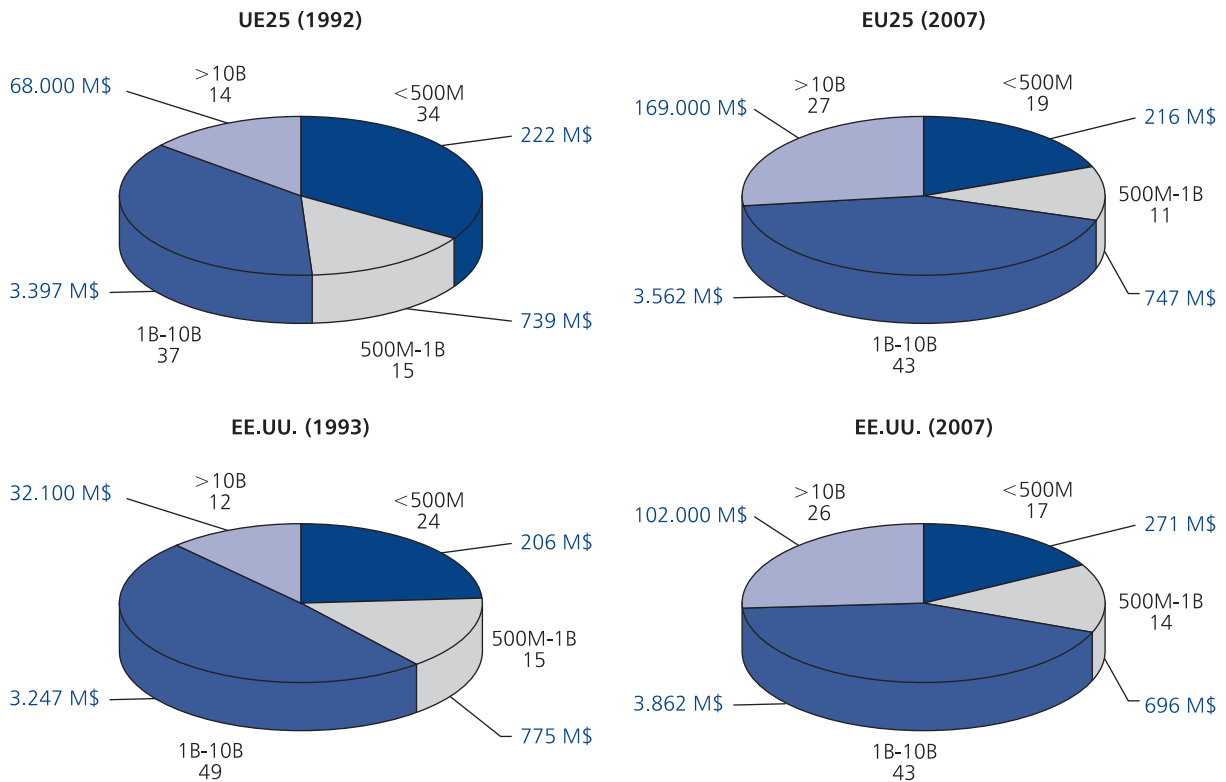 UE25 (1992)
>10B
14
68.000 M$
<500M
34
222 M$
3.397 M$
1B-10B
37
500M-1B
15
739 M$
EU25 (2007)
>10B
27
169.000 M$
<500M
19
216 M$
500M-1B
11
747 M$
3.562 M$
1B-10B
43
EE.UU. (1993)
>10B
12
32.100 M$
<500M
24
206 M$
500M-1B
15
775 M$
3.247 M$
1B-10B
49
EE.UU. (2007)
>10B
26
102.000 M$
<500M
17
271 M$
500M-1B
14
696 M$
3.862 M$
1B-10B
43